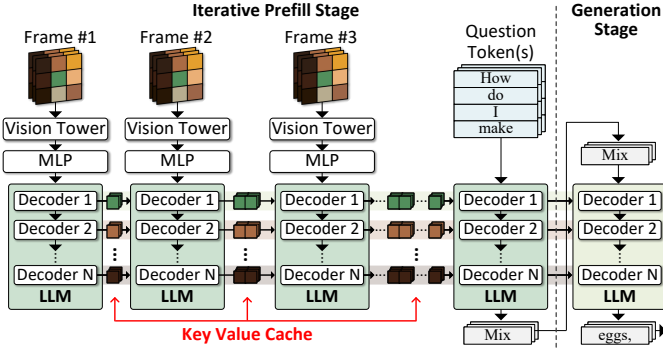 Iterative Prefill Stage
Generation
Stage
Frame #1
Frame #2
Frame #3
Question
Token(s)
How
do
I
make
Vision Tower
Vision Tower
Vision Tower
MLP
MLP
MLP
Mix
Decoder 1
Decoder 1
Decoder 1
Decoder 1
Decoder 1
Decoder 2
Decoder 2
Decoder 2
Decoder 2
Decoder 2
Decoder N
Decoder N
Decoder N
Decoder N
Decoder N
LLM
LLM
LLM
LLM
LLM
Key Value Cache
Mix
eggs,